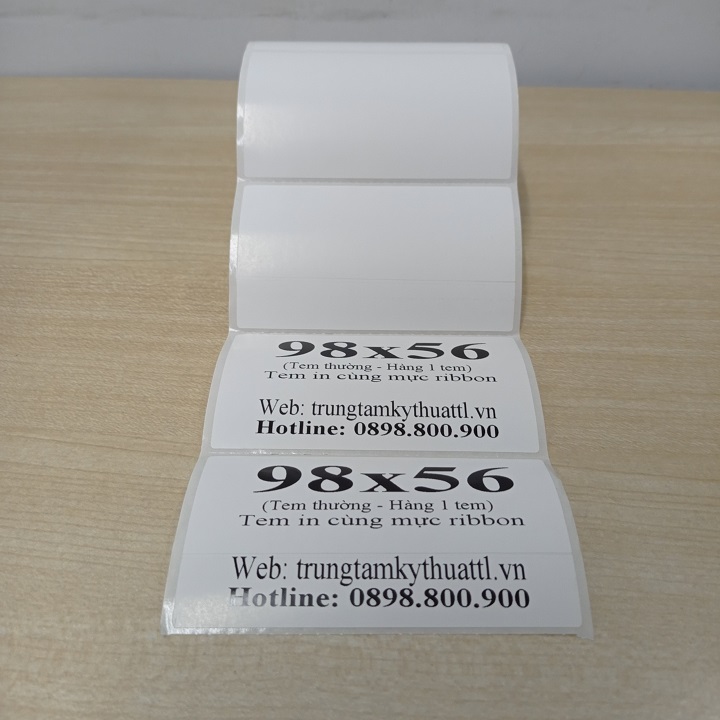 98x56
(Tem thường - Hàng 1 tem)
Tem in cùng mực ribbon
Web: trungtamkythuattl.vn
Hotline: 0898.800.900
98x56
(Tem thường - Hàng 1 tem)
Tem in cùng mực ribbon
Web: trungtamkythuattl.vn
Hotline: 0898.800.900